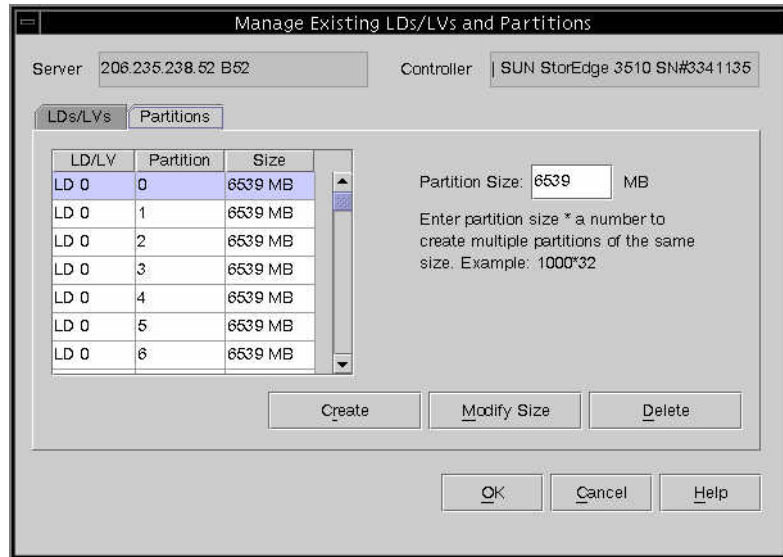 Manage Existing LDs/LVs and Partitions
Server 206.235.238.52 B52 Controller | SUN StorEdge 3510 SN#3341135
LDs/LVs Partitions
LD/LV Partition Size
LD 0 0 6539 MB
LD 0 1 6539 MB
LD 0 2 6539 MB
LD 0 3 6539 MB
LD 0 4 6539 MB
LD 0 5 6539 MB
LD 0 6 6539 MB
Partition Size: 6539 MB
Enter partition size * a number to
create multiple partitions of the same
size. Example: 1000*32
Create Modify Size Delete
OK Cancel Help